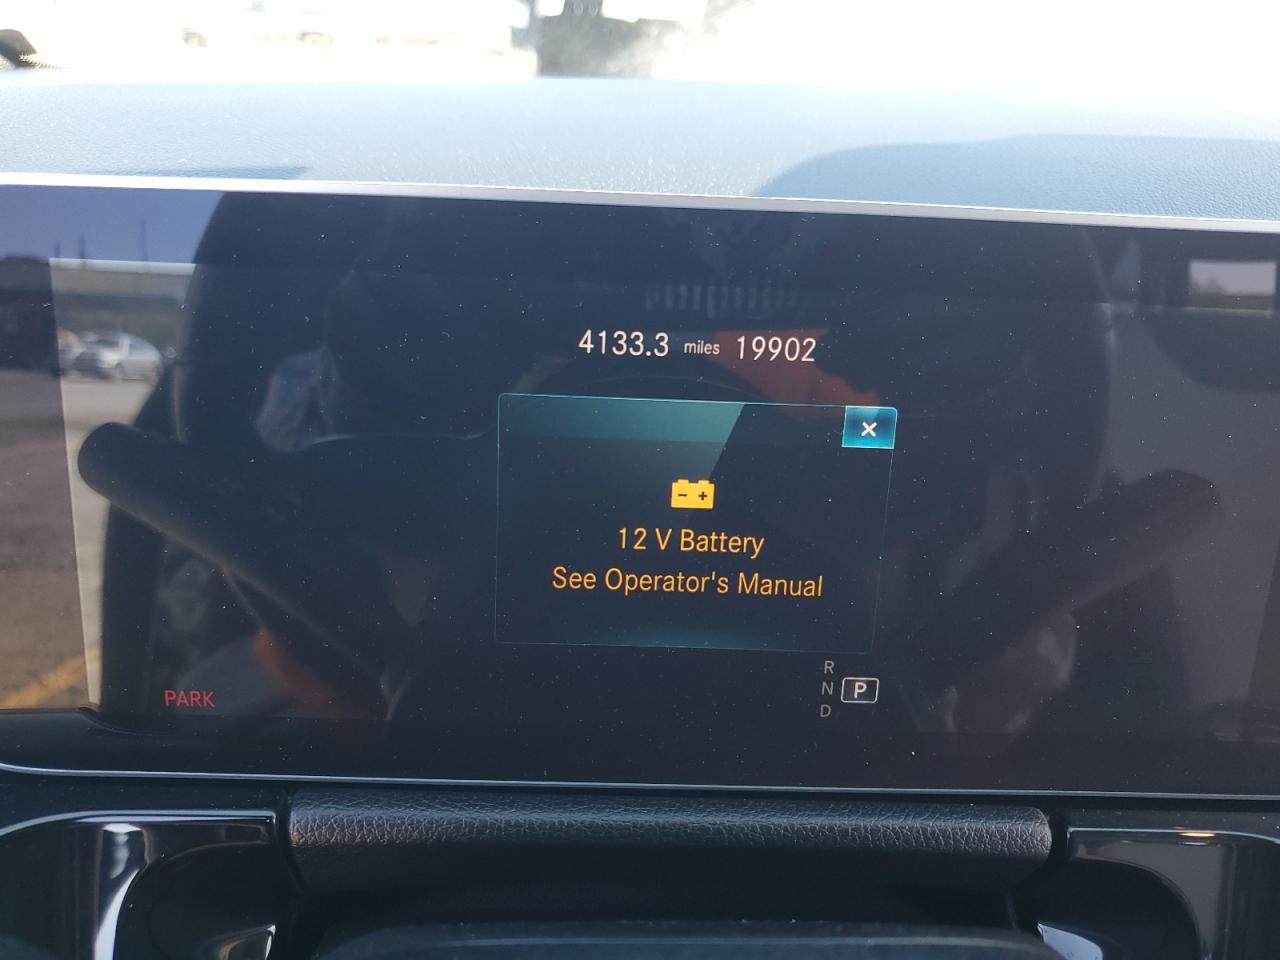 4133.3 miles 19902
×
12 V Battery
See Operator's Manual
R
N P
D
PARK